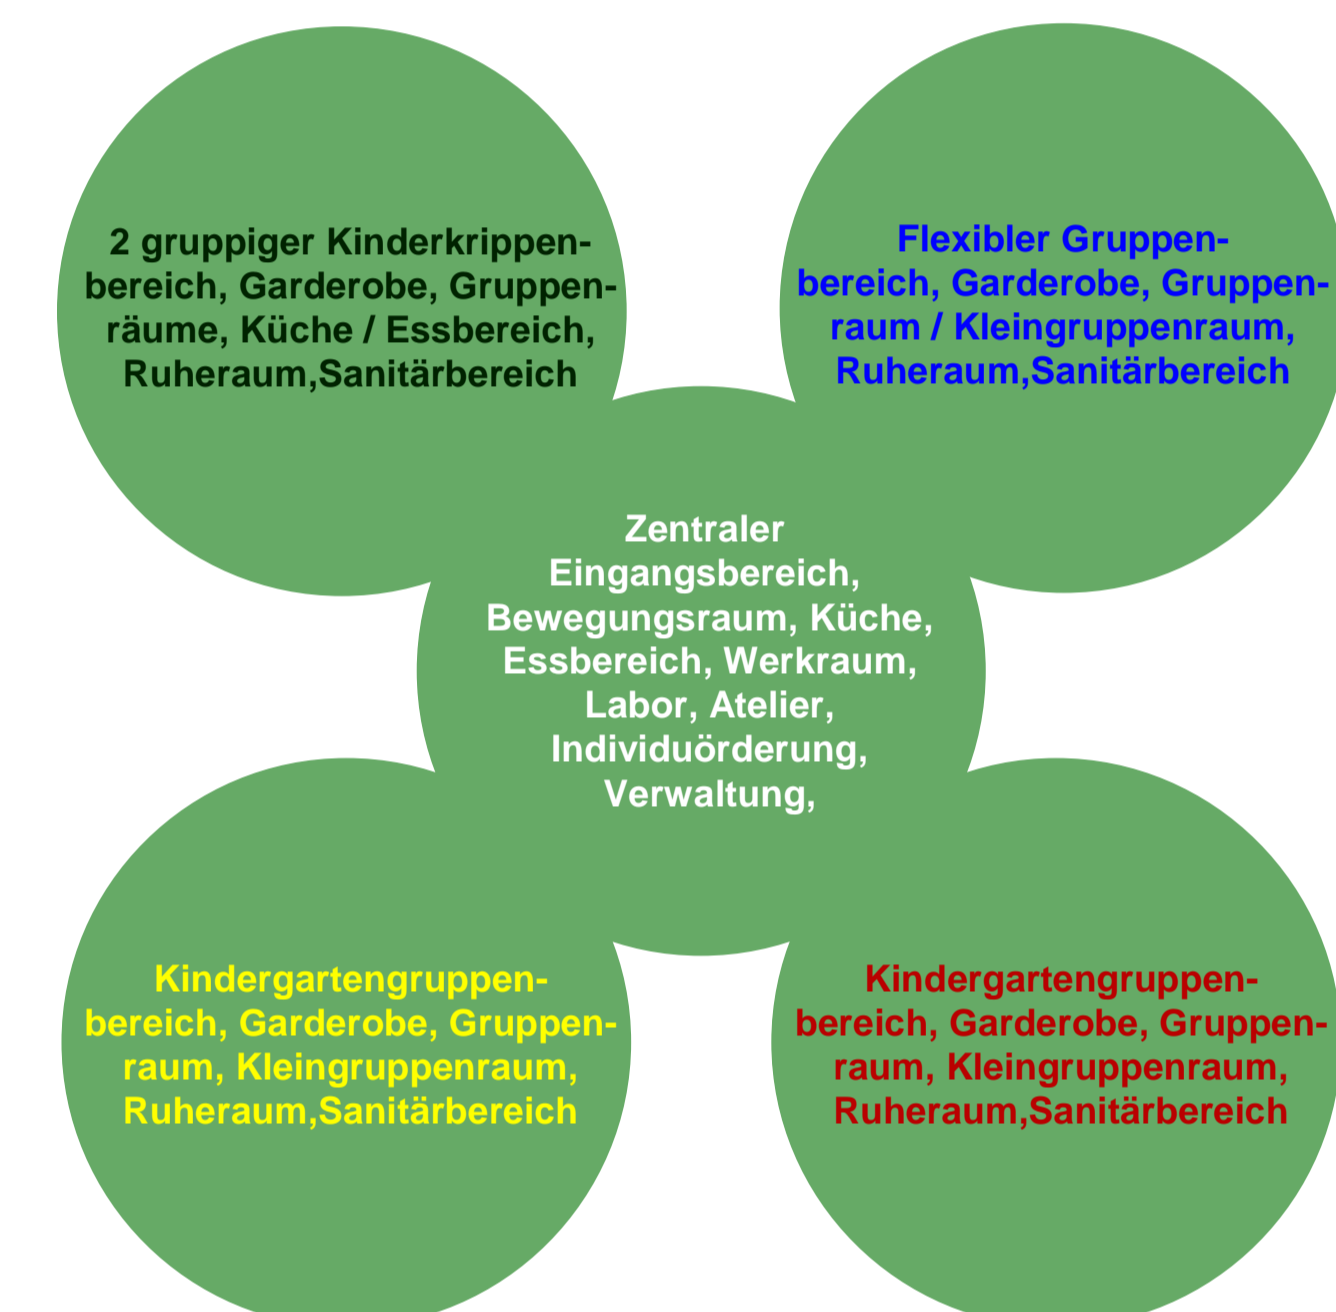 2 gruppiger Kinderkrippen-
bereich, Garderobe, Gruppen-
räume, Küche / Essbereich,
Ruheraum,Sanitärbereich
Flexibler Gruppen-
bereich, Garderobe, Gruppen-
raum / Kleingruppenraum,
Ruheraum,Sanitärbereich
Zentraler
Eingangsbereich,
Bewegungsraum, Küche,
Essbereich, Werkraum,
Labor, Atelier,
Individuörderung,
Verwaltung,
Kindergartengruppen-
bereich, Garderobe, Gruppen-
raum, Kleingruppenraum,
Ruheraum,Sanitärbereich
Kindergartengruppen-
bereich, Garderobe, Gruppen-
raum, Kleingruppenraum,
Ruheraum,Sanitärbereich